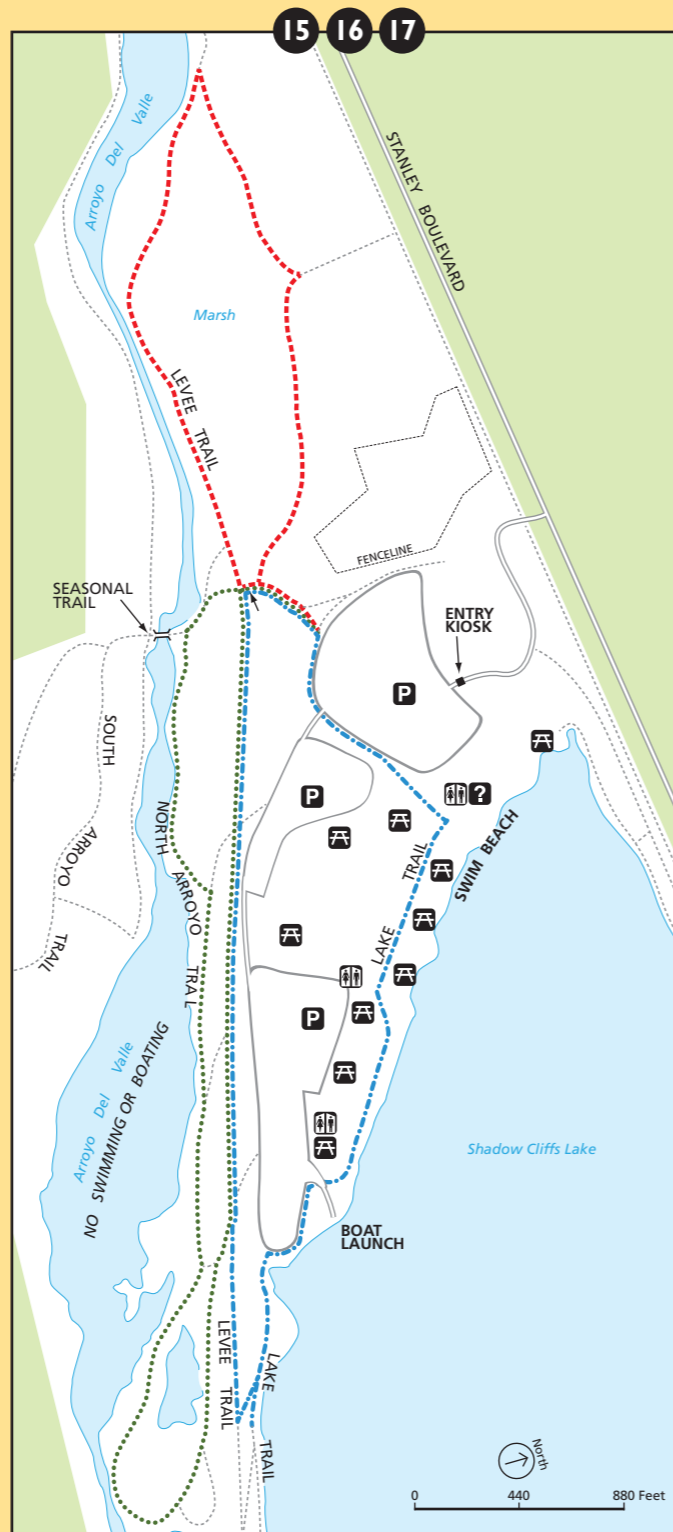 15 16 17
Arroyo Del Valle
STANLEY BOULEVARD
Marsh
LEVEE TRAIL
FENCELINE
SEASONAL
TRAIL
ENTRY
KIOSK
P
SOUTH ARROYO TRAIL
NORTH ARROYO TRA L
P
?
SWIM BEACH
LAKE TRAIL
P
Arroyo Del Valle
NO SWIMMING OR BOATING
Shadow Cliffs Lake
BOAT
LAUNCH
LEVEE TRAIL
LAKE TRAIL
North
0 440 880 Feet